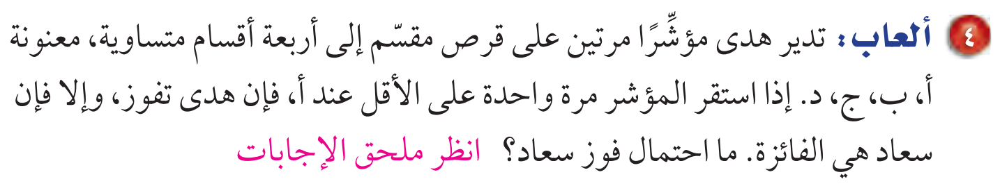 ٤ ألعاب: تدير هدى مؤشِّرًا مرتين على قرص مقسّم إلى أربعة أقسام متساوية، معنونة
أ، ب، ج، د. إذا استقر المؤشر مرة واحدة على الأقل عند أ، فإن هدى تفوز، وإلا فإن
سعاد هي الفائزة. ما احتمال فوز سعاد؟ انظر ملحق الإجابات